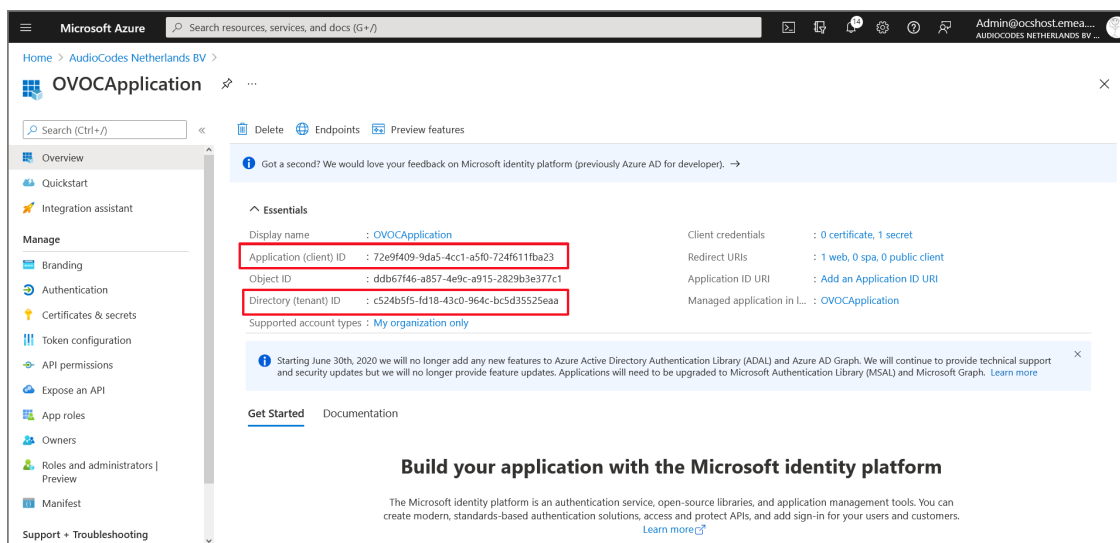 Microsoft Azure
Search resources, services, and docs (G+/)
14
Admin@ocshost.emea....
AUDIOCODES NETHERLANDS BV ...
Home > AudioCodes Netherlands BV >
OVOCApplication
...
Search (Ctrl+/)
«
Delete
Endpoints
Preview features
Overview
Quickstart
Integration assistant
Manage
Branding
Authentication
Certificates & secrets
Token configuration
API permissions
Expose an API
App roles
Owners
Roles and administrators |
Preview
Manifest
Support + Troubleshooting
Got a second? We would love your feedback on Microsoft identity platform (previously Azure AD for developer). →
Essentials
Display name : OVOCApplication
Application (client) ID : 72e9f409-9da5-4cc1-a5f0-724f611fba23
Object ID : ddb67f46-a857-4e9c-a915-2829b3e377c1
Directory (tenant) ID : c524b5f5-fd18-43c0-964c-bc5d35525eaa
Supported account types : My organization only
Client credentials : 0 certificate, 1 secret
Redirect URIs : 1 web, 0 spa, 0 public client
Application ID URI : Add an Application ID URI
Managed application in l... : OVOCApplication
Starting June 30th, 2020 we will no longer add any new features to Azure Active Directory Authentication Library (ADAL) and Azure AD Graph. We will continue to provide technical support
and security updates but we will no longer provide feature updates. Applications will need to be upgraded to Microsoft Authentication Library (MSAL) and Microsoft Graph. Learn more
Get Started
Documentation
Build your application with the Microsoft identity platform
The Microsoft identity platform is an authentication service, open-source libraries, and application management tools. You can
create modern, standards-based authentication solutions, access and protect APIs, and add sign-in for your users and customers.
Learn more